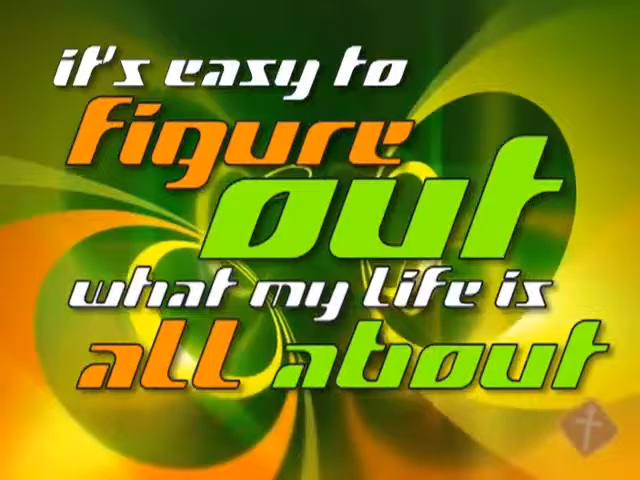 it's easy to
figure
out
what my life is
all about